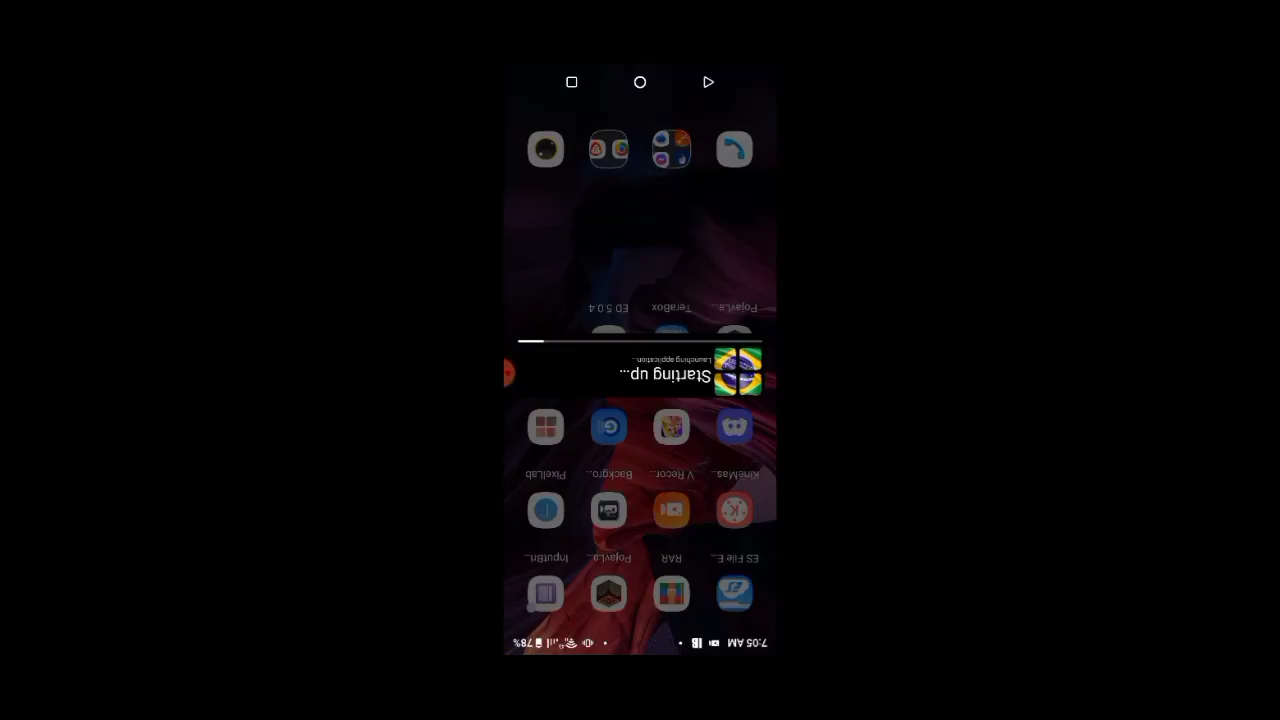 7:05 AM 78%
ES File E... RAR PojavLa... InputBri...
KineMas... V Recor... Backgro... PixelLab
Starting up...
Launching application...
PojavLa... TeraBox ED 5.0.4